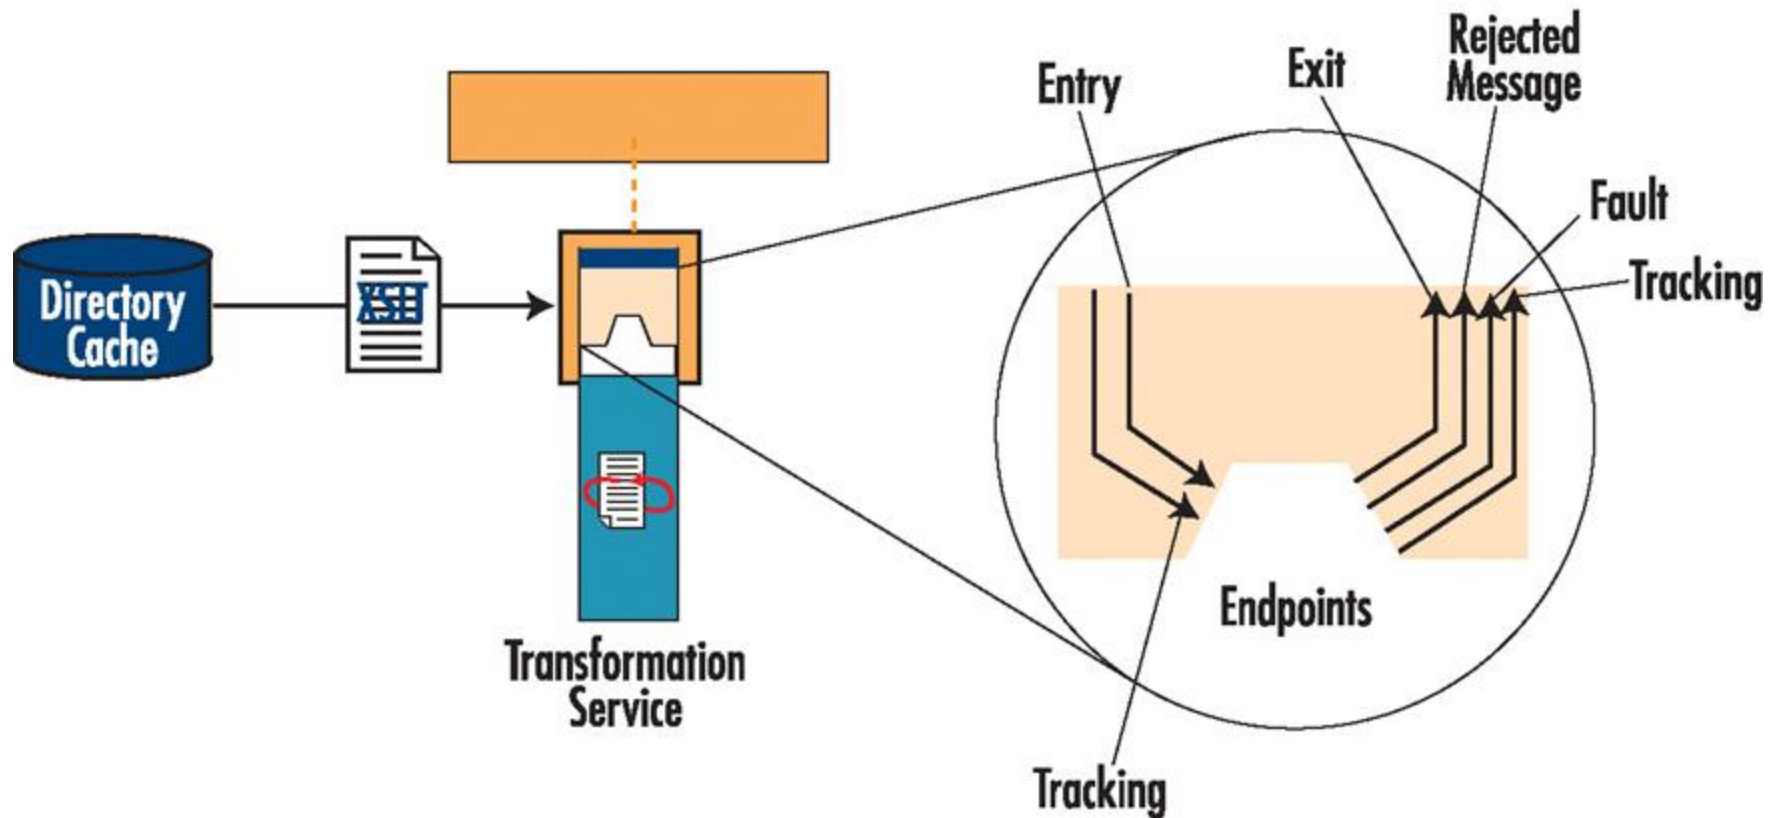 Rejected
Message
Exit
Entry
Fault
Tracking
Directory
Cache
XSLT
Endpoints
Transformation
Service
Tracking